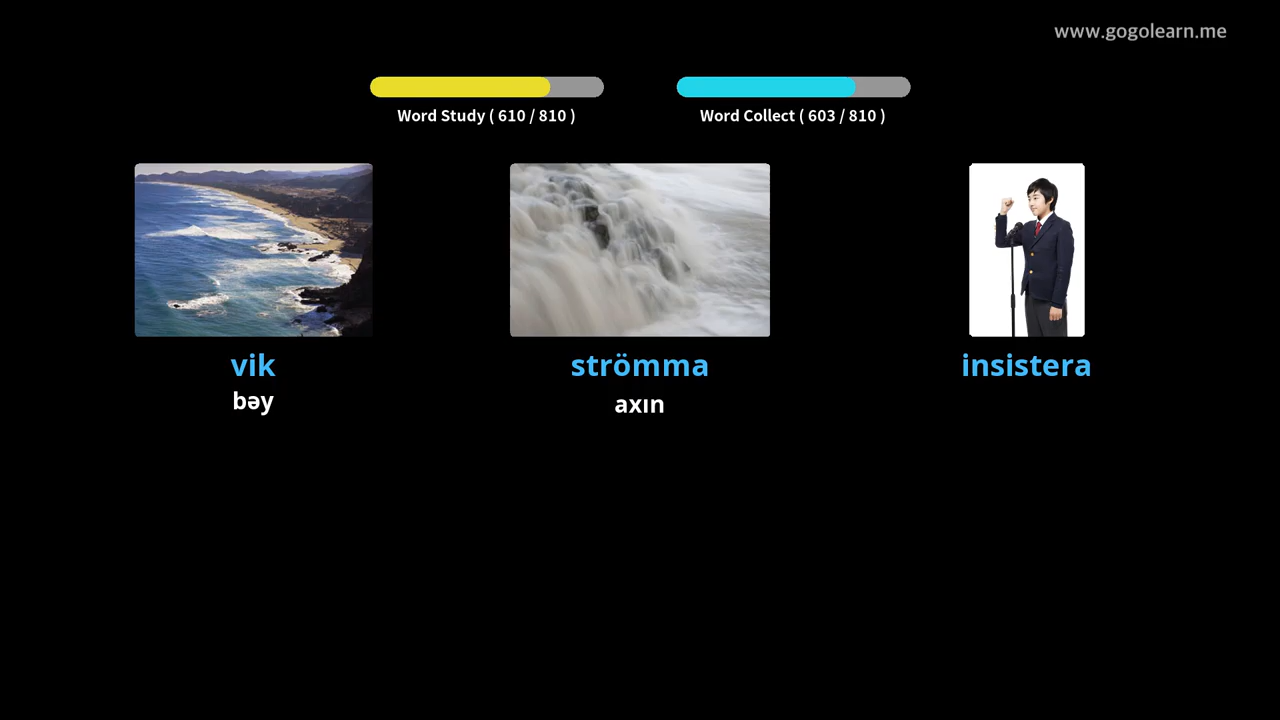 www.gogolearn.me
Word Study ( 610 / 810 )
Word Collect ( 603 / 810 )
vik
strömma
insistera
bəy
axın